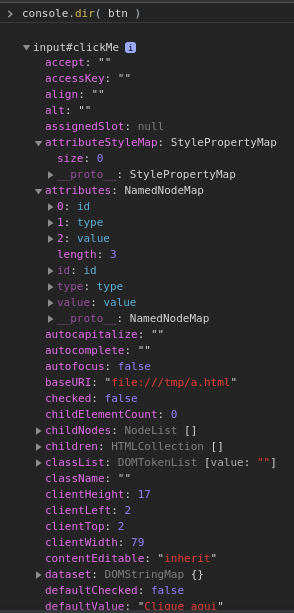 console.dir( btn )
input#clickMe i
accept: ""
accessKey: ""
align: ""
alt: ""
assignedSlot: null
attributeStyleMap: StylePropertyMap
size: 0
__proto__: StylePropertyMap
attributes: NamedNodeMap
0: id
1: type
2: value
length: 3
id: id
type: type
value: value
__proto__: NamedNodeMap
autocapitalize: ""
autocomplete: ""
autofocus: false
baseURI: "file:///tmp/a.html"
checked: false
childElementCount: 0
childNodes: NodeList []
children: HTMLCollection []
classList: DOMTokenList [value: ""]
className: ""
clientHeight: 17
clientLeft: 2
clientTop: 2
clientWidth: 79
contentEditable: "inherit"
dataset: DOMStringMap {}
defaultChecked: false
defaultValue: "Clique aqui"